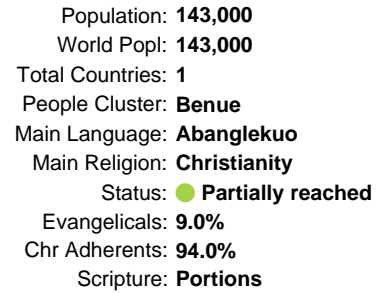 Population: 143,000
World Popl: 143,000
Total Countries: 1
People Cluster: Benue
Main Language: Abanglekuo
Main Religion: Christianity
Status: Partially reached
Evangelicals: 9.0%
Chr Adherents: 94.0%
Scripture: Portions